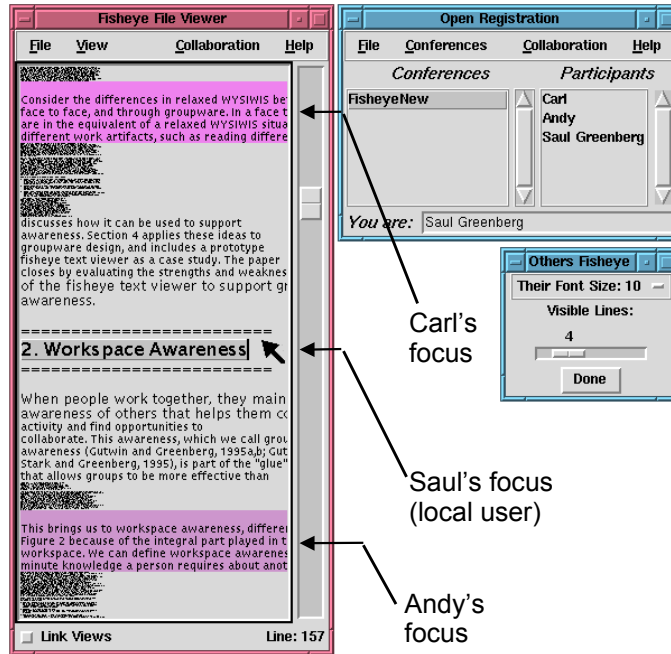 Fisheye File Viewer
File View Collaboration Help
Consider the differences in relaxed WYSIWIS be
face to face, and through groupware. In a face t
are in the equivalent of a relaxed WYSIWIS situa
different work artifacts, such as reading differe
discusses how it can be used to support
awareness. Section 4 applies these ideas to
groupware design, and includes a prototype
fisheye text viewer as a case study. The paper
closes by evaluating the strengths and weaknes
of the fisheye text viewer to support gr
awareness.
==========================
2. Workspace Awareness
==========================
When people work together, they main
awareness of others that helps them co
activity and find opportunities to
collaborate. This awareness, which we call grou
awareness (Gutwin and Greenberg, 1995a,b; Gut
Stark and Greenberg, 1995), is part of the "glue"
that allows groups to be more effective than
This brings us to workspace awareness, differen
Figure 2 because of the integral part played in t
workspace. We can define workspace awarenes
minute knowledge a person requires about anot
Link Views Line: 157
Open Registration
File Conferences Collaboration Help
Conferences Participants
FisheyeNew
Carl
Andy
Saul Greenberg
You are: Saul Greenberg
Others Fisheye
Their Font Size: 10
Visible Lines:
4
Done
Carl's
focus
Saul's focus
(local user)
Andy's
focus